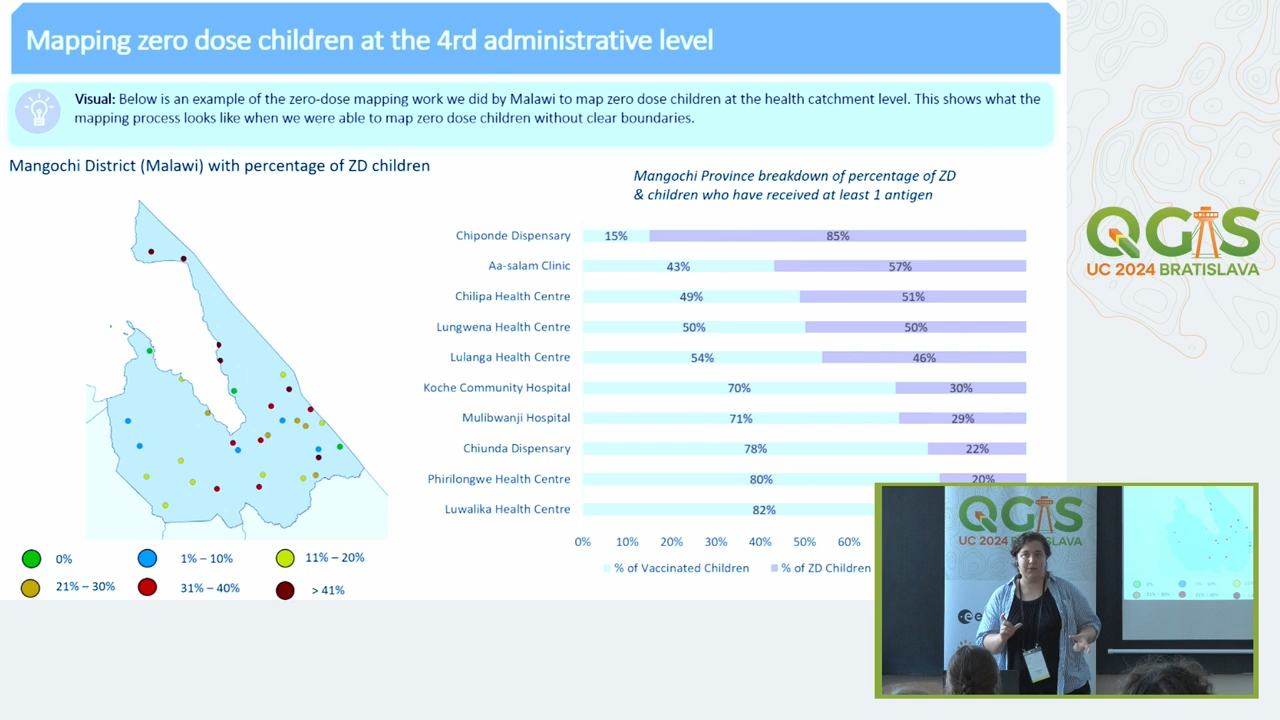 Mapping zero dose children at the 4rd administrative level
Visual: Below is an example of the zero-dose mapping work we did by Malawi to map zero dose children at the health catchment level. This shows what the
mapping process looks like when we were able to map zero dose children without clear boundaries.
Mangochi District (Malawi) with percentage of ZD children
0%
1% – 10%
11% – 20%
21% – 30%
31% – 40%
> 41%
Mangochi Province breakdown of percentage of ZD
& children who have received at least 1 antigen
Chiponde Dispensary 15% 85%
Aa-salam Clinic 43% 57%
Chilipa Health Centre 49% 51%
Lungwena Health Centre 50% 50%
Lulanga Health Centre 54% 46%
Koche Community Hospital 70% 30%
Mulibwanji Hospital 71% 29%
Chiunda Dispensary 78% 22%
Phirilongwe Health Centre 80% 20%
Luwalika Health Centre 82%
0% 10% 20% 30% 40% 50% 60%
% of Vaccinated Children % of ZD Children
QGIS
UC 2024 BRATISLAVA
QGIS
UC 2024 BRATISLAVA